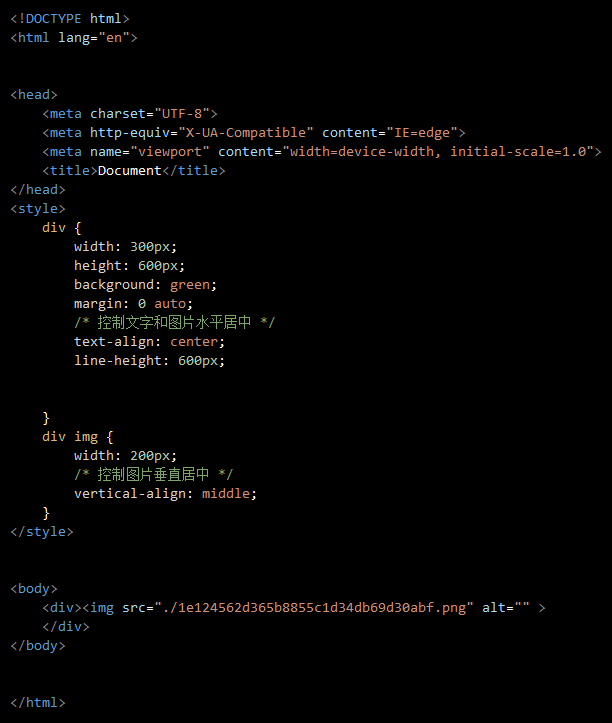 <!DOCTYPE html>
<html lang="en">
<head>
    <meta charset="UTF-8">
    <meta http-equiv="X-UA-Compatible" content="IE=edge">
    <meta name="viewport" content="width=device-width, initial-scale=1.0">
    <title>Document</title>
</head>
<style>
    div {
        width: 300px;
        height: 600px;
        background: green;
        margin: 0 auto;
        /* 控制文字和图片水平居中 */
        text-align: center;
        line-height: 600px;
    }
    div img {
        width: 200px;
        /* 控制图片垂直居中 */
        vertical-align: middle;
    }
</style>
<body>
    <div><img src="./1e124562d365b8855c1d34db69d30abf.png" alt="" >
    </div>
</body>
</html>